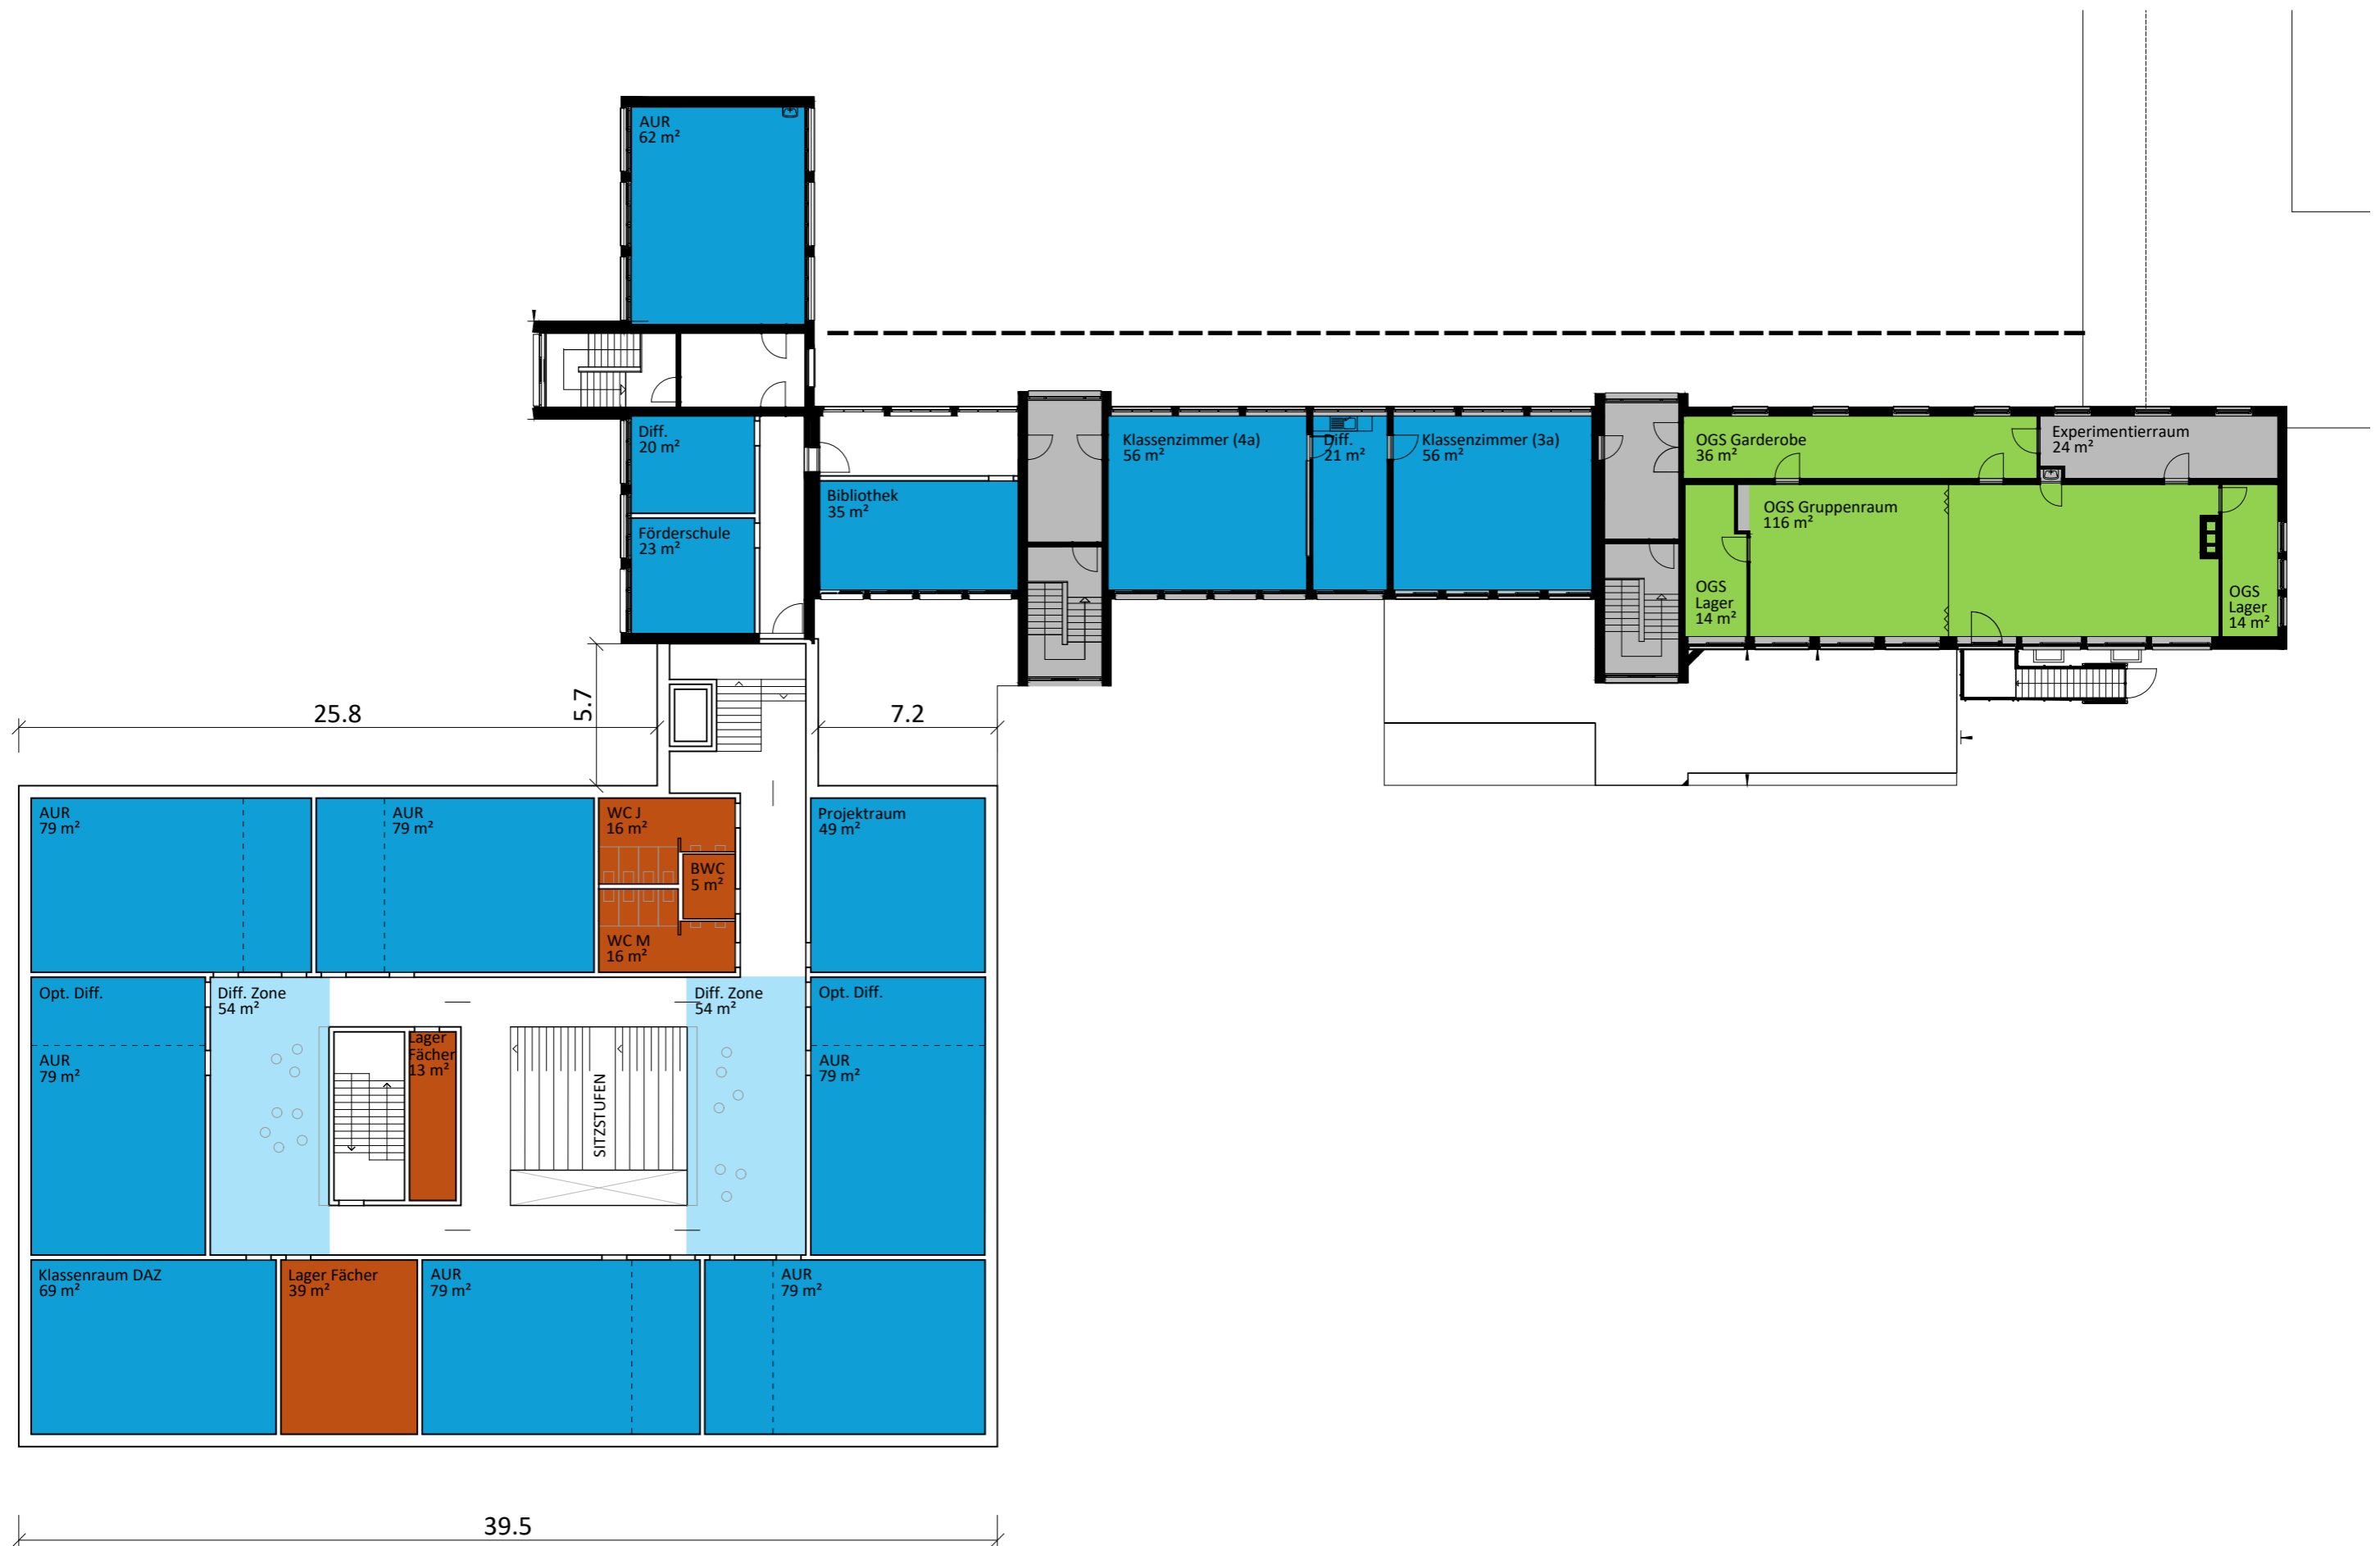 AUR
62 m²
Diff.
20 m²
Förderschule
23 m²
Bibliothek
35 m²
Klassenzimmer (4a)
56 m²
Diff.
21 m²
Klassenzimmer (3a)
56 m²
OGS Garderobe
36 m²
Experimentierraum
24 m²
OGS Gruppenraum
116 m²
OGS
Lager
14 m²
OGS
Lager
14 m²
25.8
5.7
7.2
AUR
79 m²
AUR
79 m²
WC J
16 m²
BWC
5 m²
WC M
16 m²
Projektraum
49 m²
Opt. Diff.
AUR
79 m²
Diff. Zone
54 m²
Lager
Fächer
13 m²
SITZSTUFEN
Diff. Zone
54 m²
Opt. Diff.
AUR
79 m²
Klassenraum DAZ
69 m²
Lager Fächer
39 m²
AUR
79 m²
AUR
79 m²
39.5